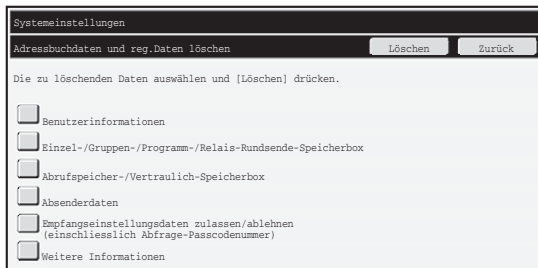 Systemeinstellungen
Adressbuchdaten und reg.Daten löschen Löschen Zurück
Die zu löschenden Daten auswählen und [Löschen] drücken.
Benutzerinformationen
Einzel-/Gruppen-/Programm-/Relais-Rundsende-Speicherbox
Abrufspeicher-/Vertraulich-Speicherbox
Absenderdaten
Empfangseinstellungsdaten zulassen/ablehnen
(einschliesslich Abfrage-Passcodenummer)
Weitere Informationen